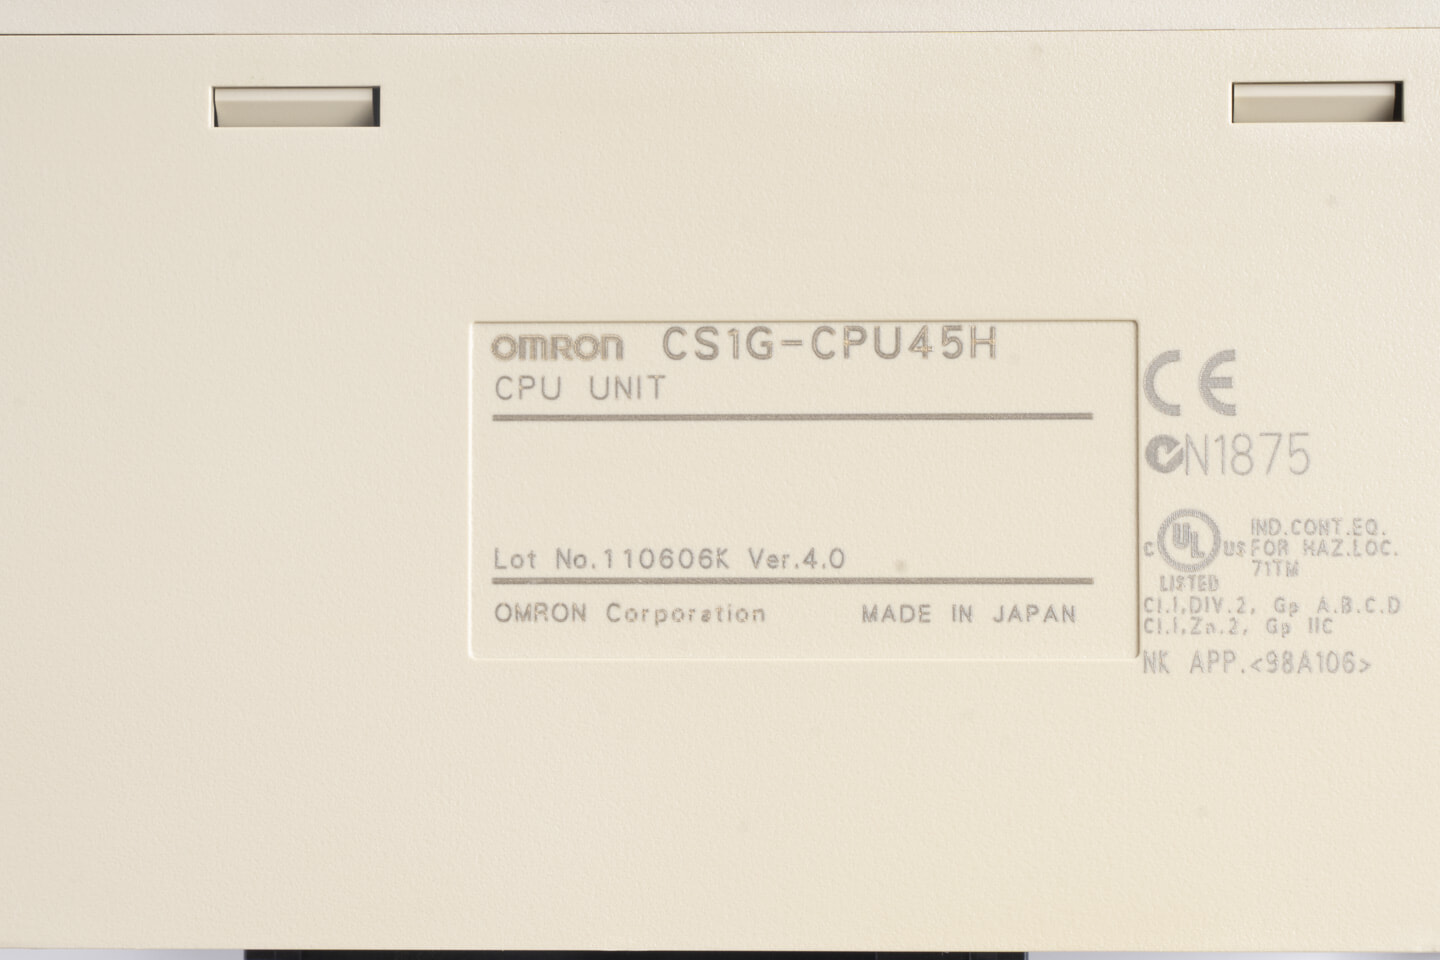 OMRON CS1G-CPU45H
CPU UNIT
Lot No.110606K Ver.4.0
OMRON Corporation MADE IN JAPAN
CE
N1875
C UL US
LISTED
IND.CONT.EQ.
FOR HAZ.LOC.
71TM
Cl.I,DIV.2, Gp A.B.C.D
Cl.I,Zn.2, Gp IIC
NK APP.<98A106>